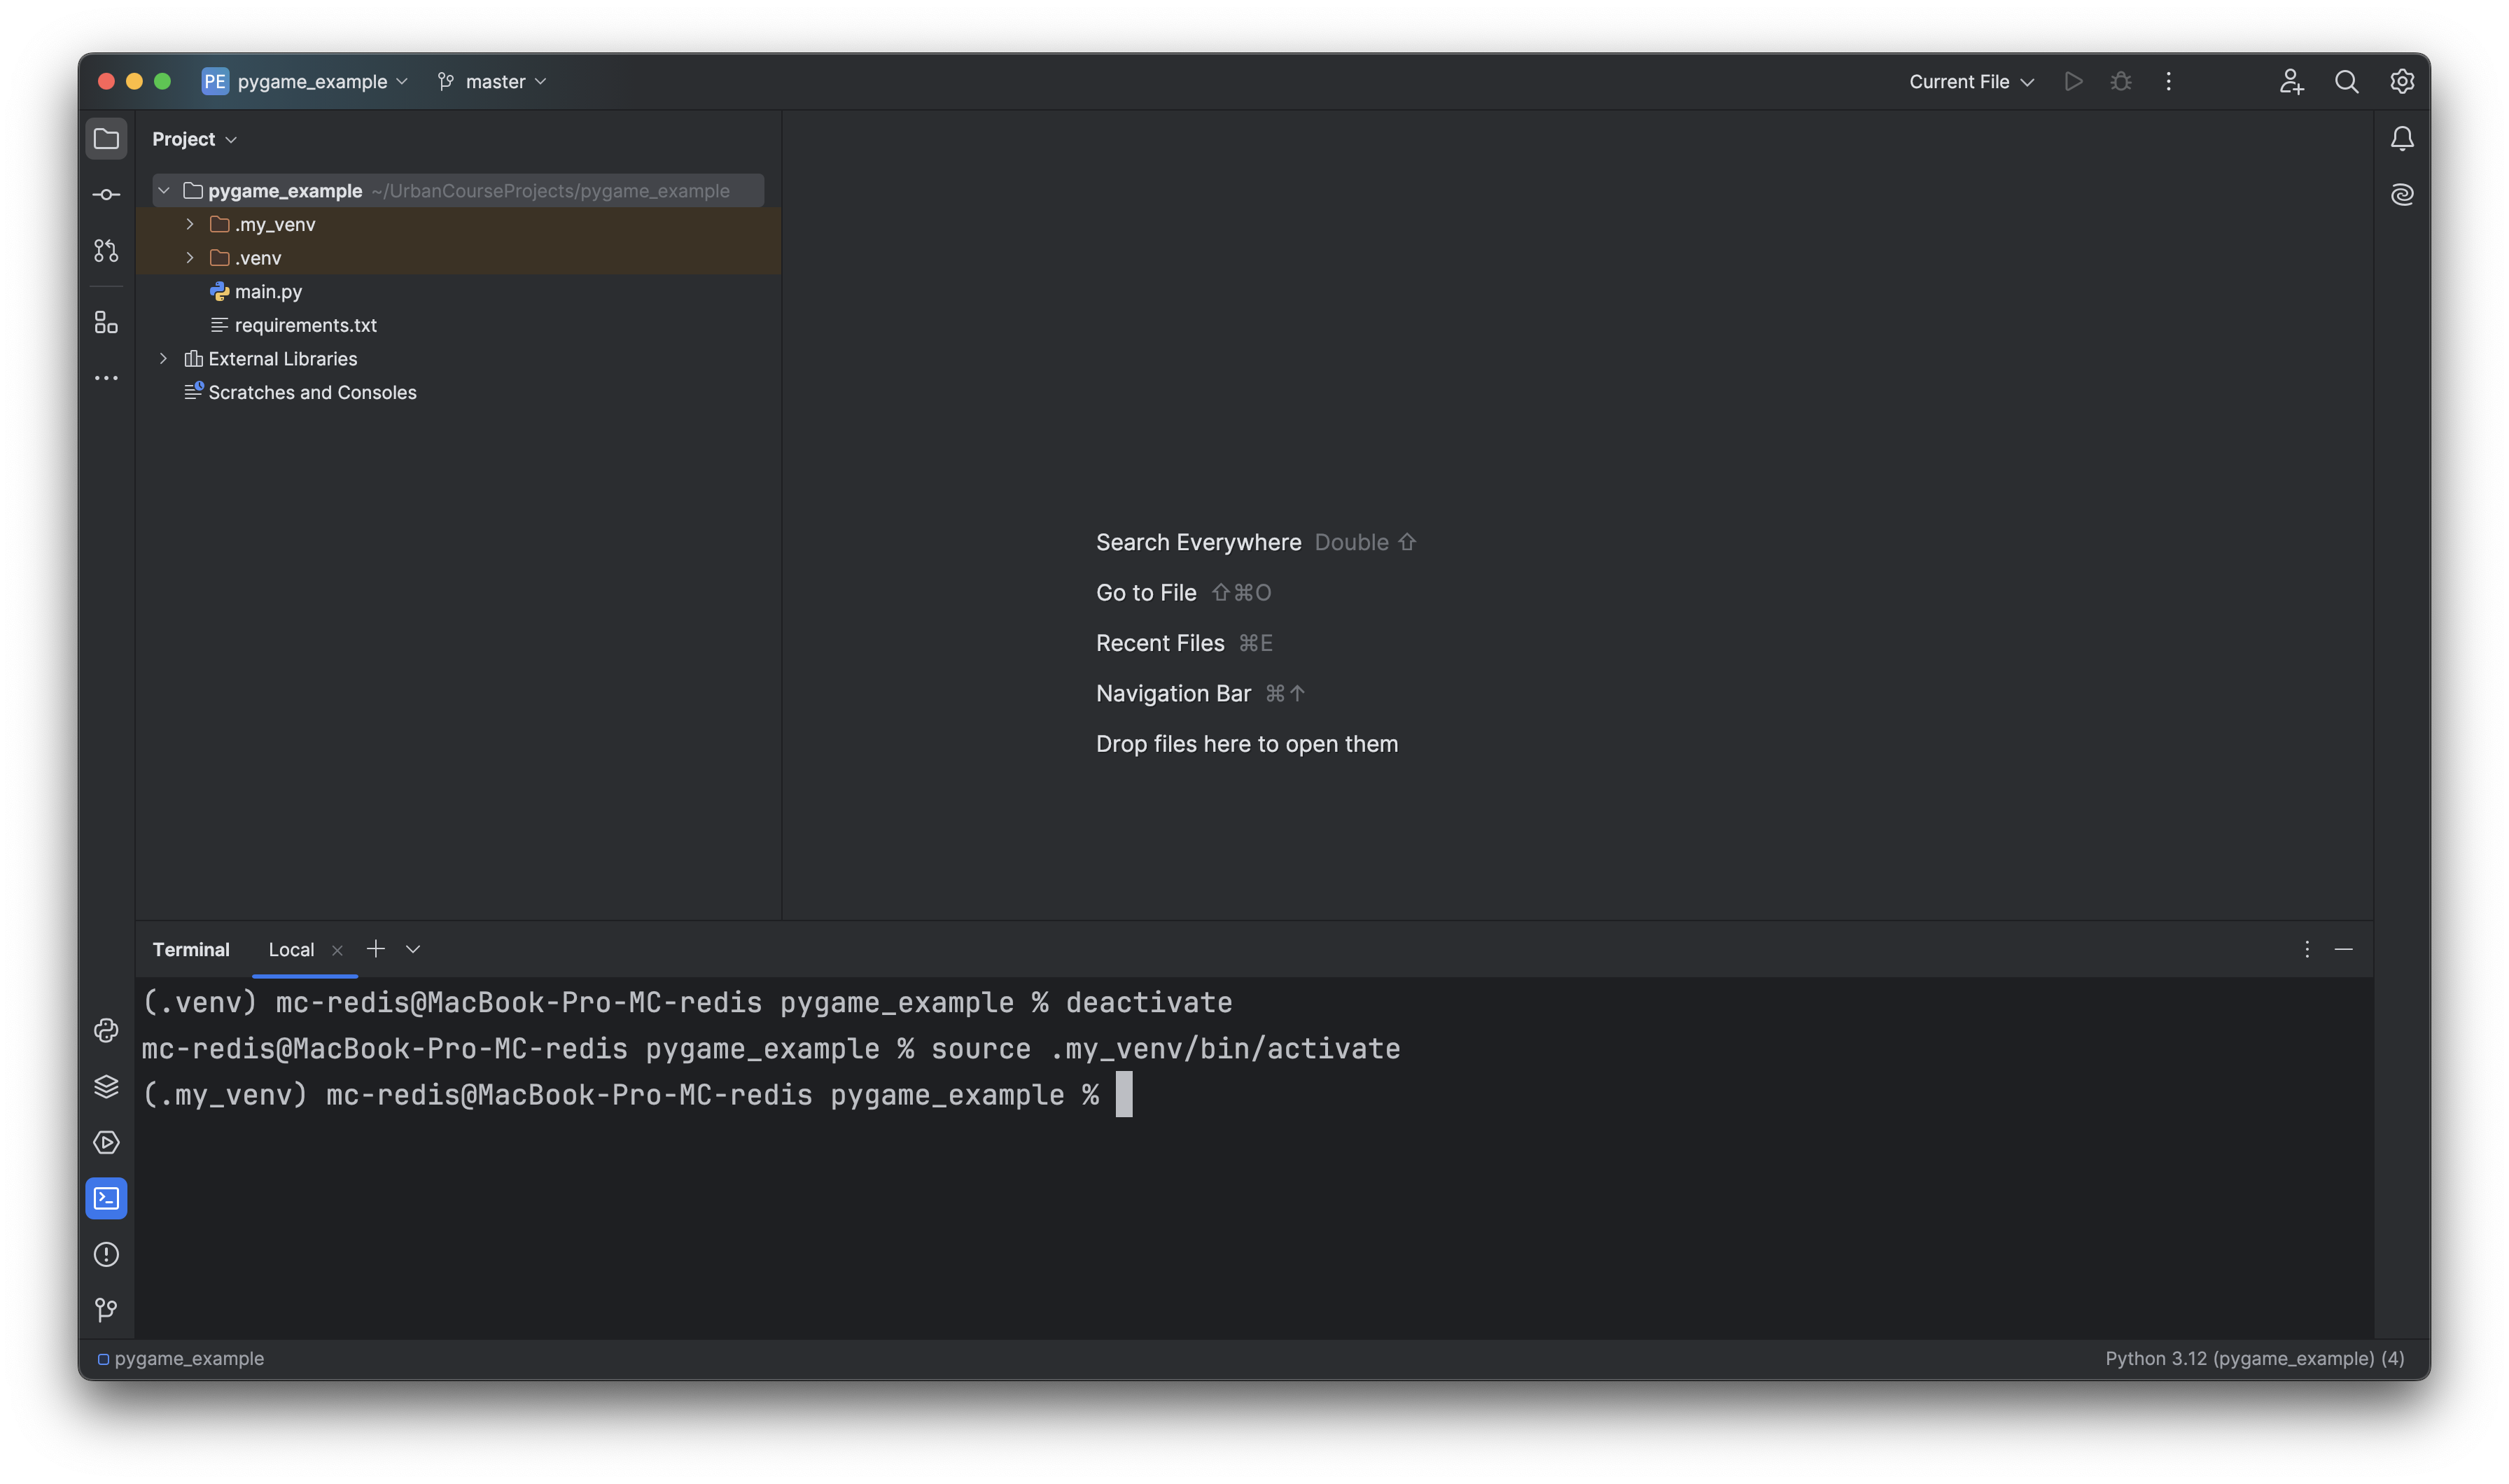 PE pygame_example master Current File
Project
pygame_example ~/UrbanCourseProjects/pygame_example
.my_venv
.venv
main.py
requirements.txt
External Libraries
Scratches and Consoles
Search Everywhere Double ⇧
Go to File ⇧⌘O
Recent Files ⌘E
Navigation Bar ⌘↑
Drop files here to open them
Terminal Local
(.venv) mc-redis@MacBook-Pro-MC-redis pygame_example % deactivate
mc-redis@MacBook-Pro-MC-redis pygame_example % source .my_venv/bin/activate
(.my_venv) mc-redis@MacBook-Pro-MC-redis pygame_example %
pygame_example Python 3.12 (pygame_example) (4)